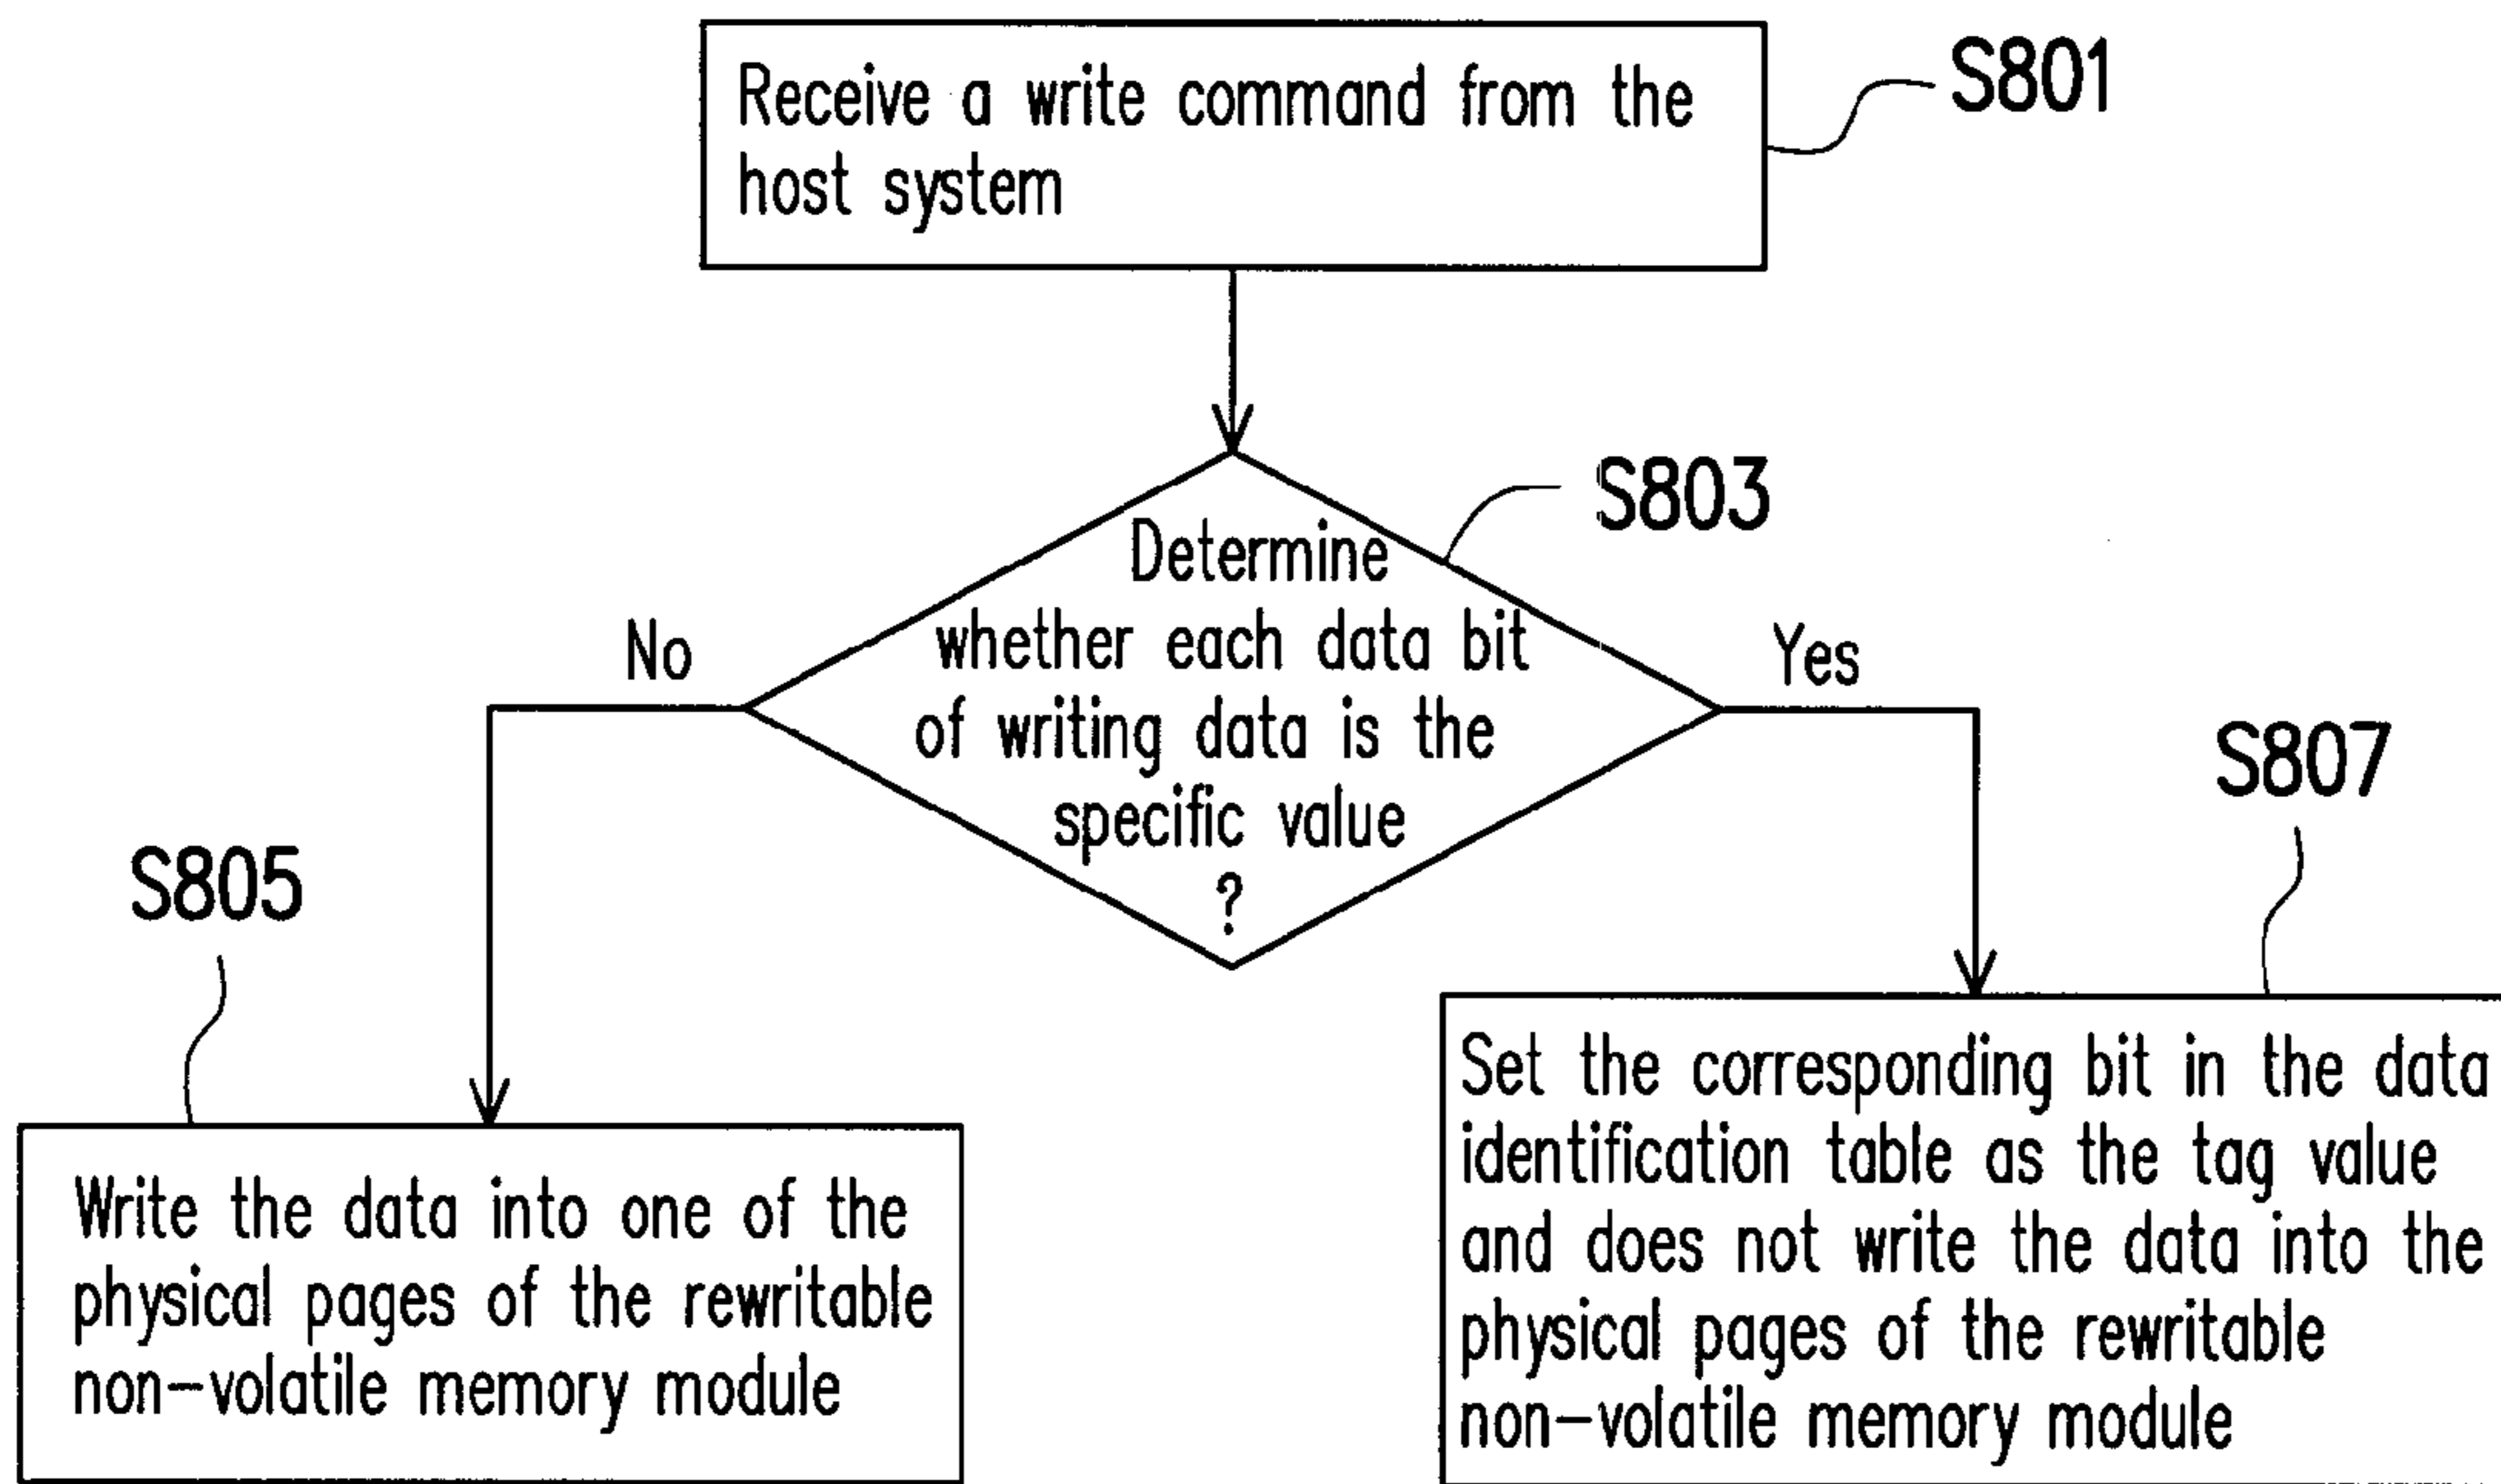 Receive a write command from the
host system
S801
S803
Determine
whether each data bit
of writing data is the
specific value
?
No
Yes
S805
S807
Write the data into one of the
physical pages of the rewritable
non-volatile memory module
Set the corresponding bit in the data
identification table as the tag value
and does not write the data into the
physical pages of the rewritable
non-volatile memory module